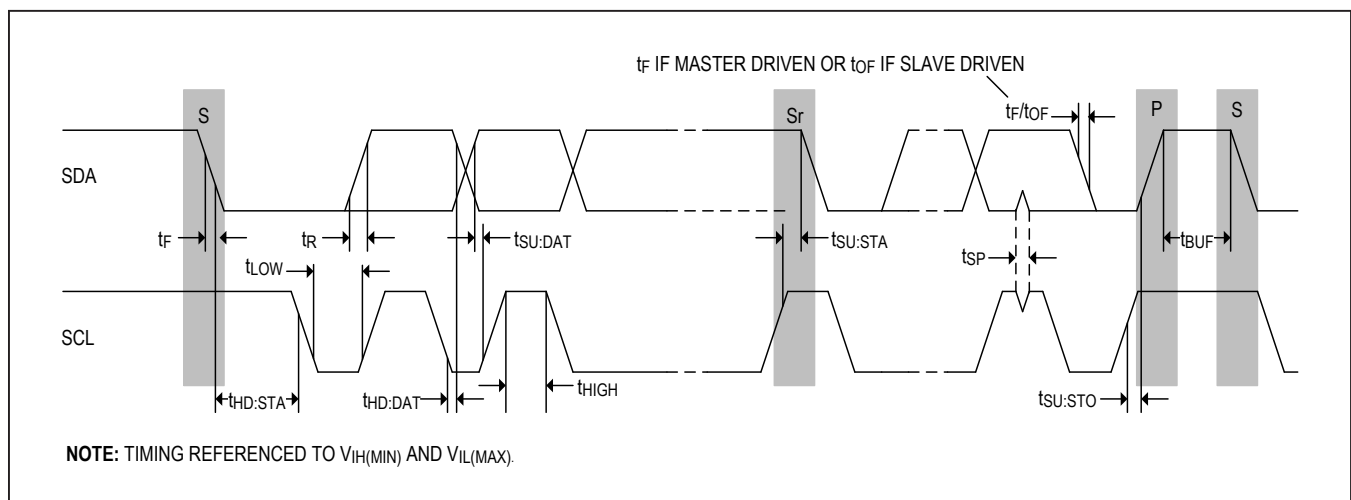 tF IF MASTER DRIVEN OR tOF IF SLAVE DRIVEN
S
Sr
tF/tOF
P
S
SDA
tF
tR
tSU:DAT
tSU:STA
tSP
tBUF
tLOW
SCL
tHD:STA
tHD:DAT
tHIGH
tSU:STO
NOTE: TIMING REFERENCED TO VIH(MIN) AND VIL(MAX).